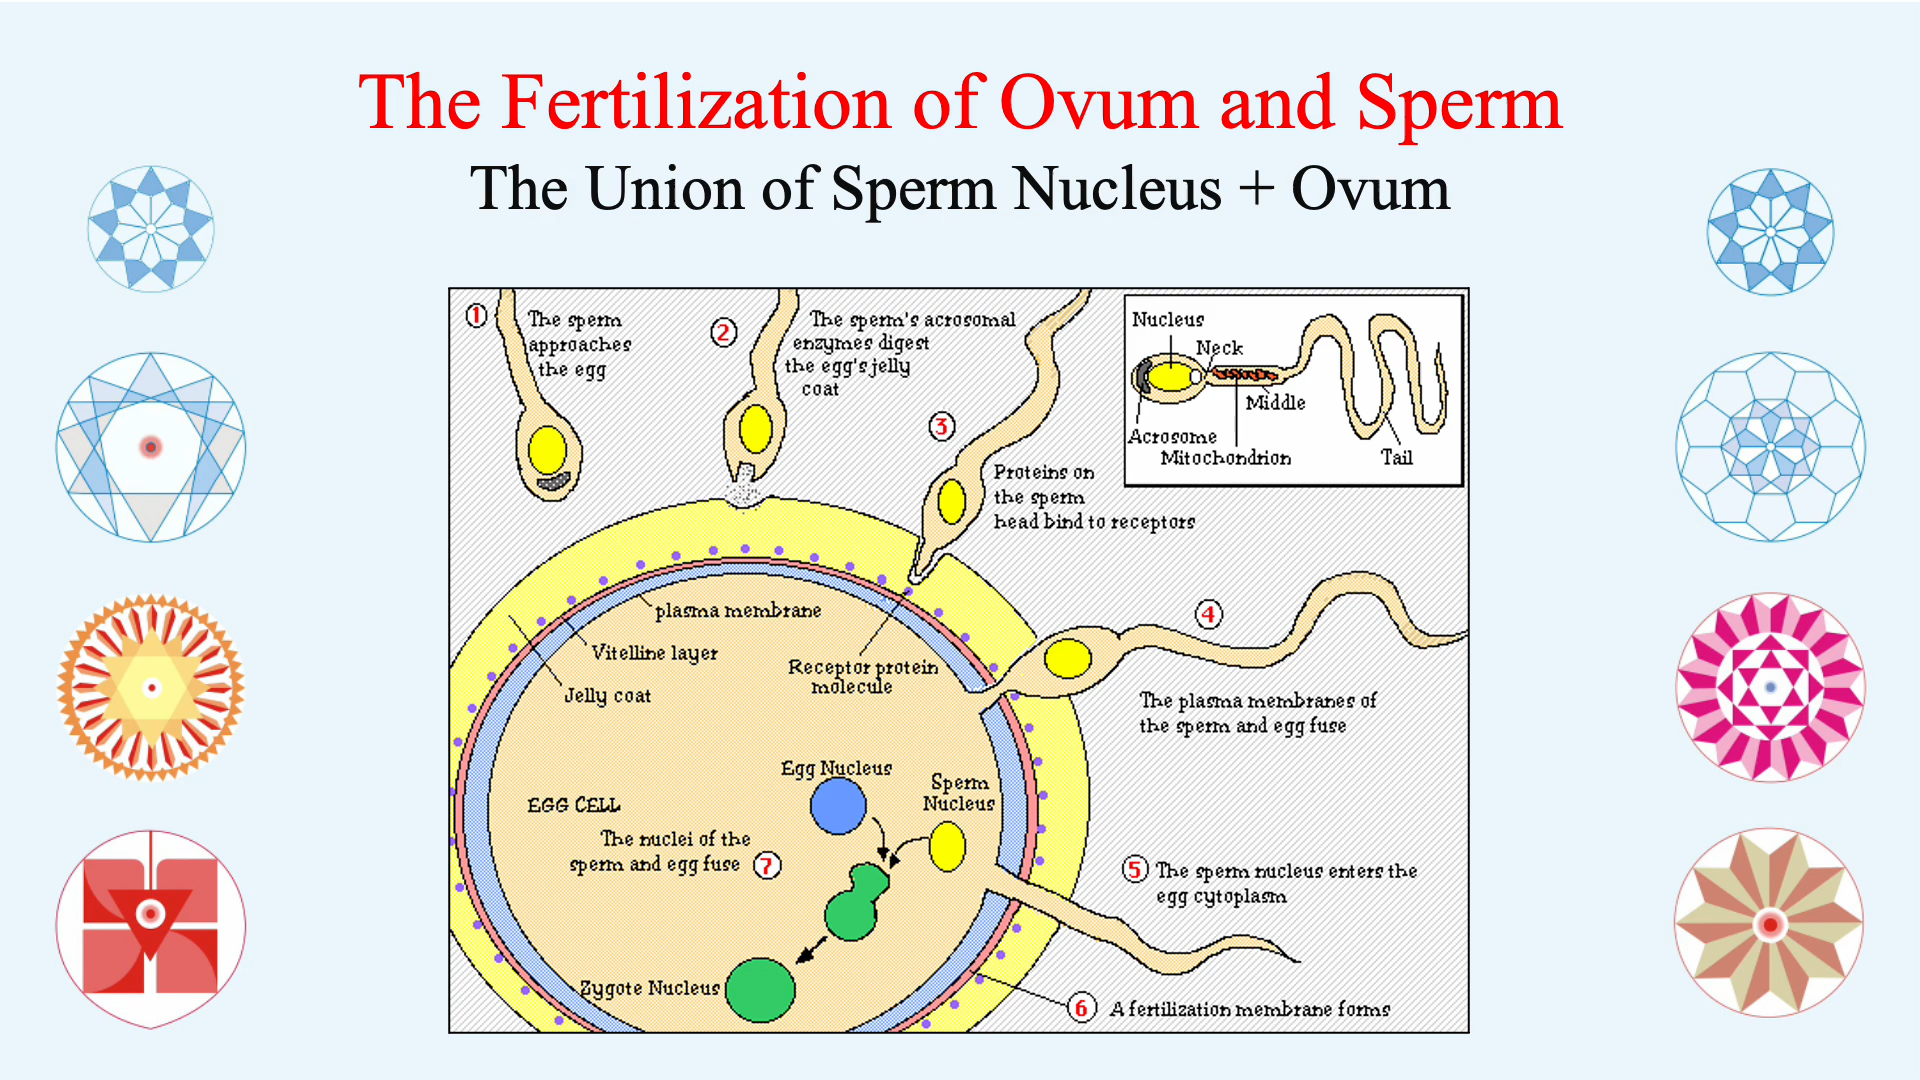 The Fertilization of Ovum and Sperm
The Union of Sperm Nucleus + Ovum
1
The sperm
approaches
the egg
2
The sperm's acrosomal
enzymes digest
the egg's jelly
coat
3
Proteins on
the sperm
head bind to receptors
Nucleus
Neck
Middle
Acrosome
Mitochondrion
Tail
plasma membrane
Vitelline layer
Jelly coat
Receptor protein
molecule
4
The plasma membranes of
the sperm and egg fuse
Egg Nucleus
Sperm
Nucleus
EGG CELL
The nuclei of the
sperm and egg fuse 7
5 The sperm nucleus enters the
egg cytoplasm
Zygote Nucleus
6 A fertilization membrane forms